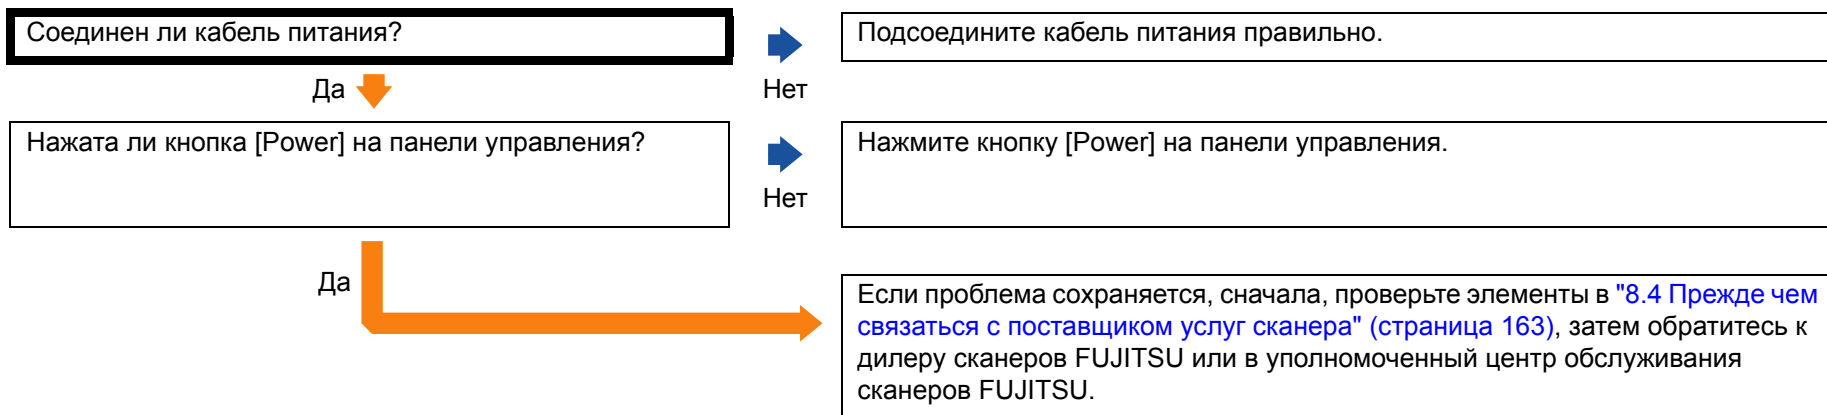 Соединен ли кабель питания?
Подсоедините кабель питания правильно.
Да
Нет
Нажата ли кнопка [Power] на панели управления?
Нажмите кнопку [Power] на панели управления.
Нет
Да
Если проблема сохраняется, сначала, проверьте элементы в "8.4 Прежде чем
связаться с поставщиком услуг сканера" (страница 163), затем обратитесь к
дилеру сканеров FUJITSU или в уполномоченный центр обслуживания
сканеров FUJITSU.